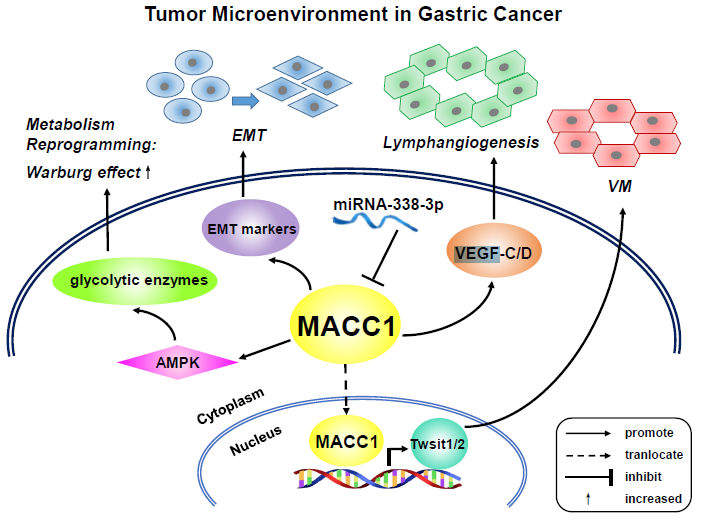 Tumor Microenvironment in Gastric Cancer
Metabolism
Reprogramming:
Warburg effect ↑
EMT
Lymphangiogenesis
VM
EMT markers
miRNA-338-3p
VEGF-C/D
glycolytic enzymes
MACC1
AMPK
Cytoplasm
Nucleus
MACC1
Twsit1/2
promote
tranlocate
inhibit
↑ increased